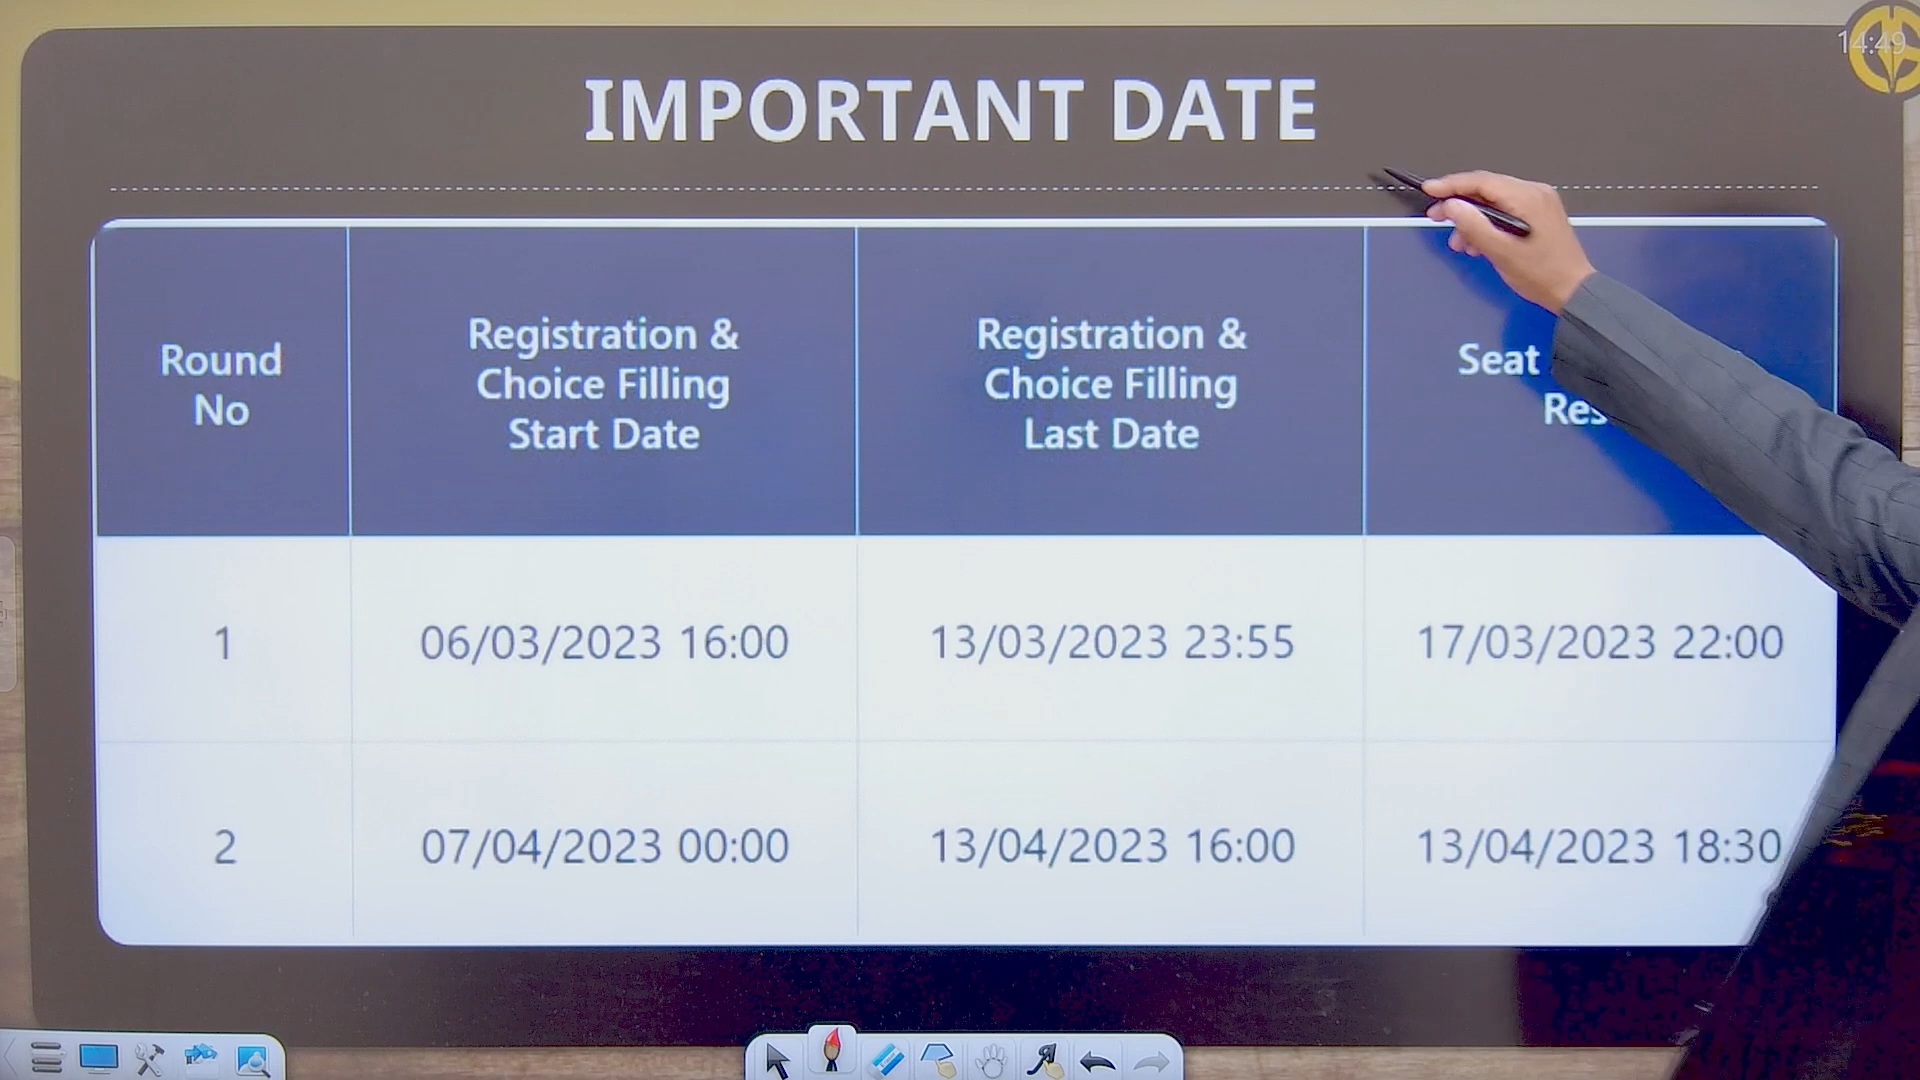 14:49
IMPORTANT DATE
Round
No
Registration &
Choice Filling
Start Date
Registration &
Choice Filling
Last Date
Seat
1
06/03/2023 16:00
13/03/2023 23:55
17/03/2023 22:00
2
07/04/2023 00:00
13/04/2023 16:00
13/04/2023 18:30